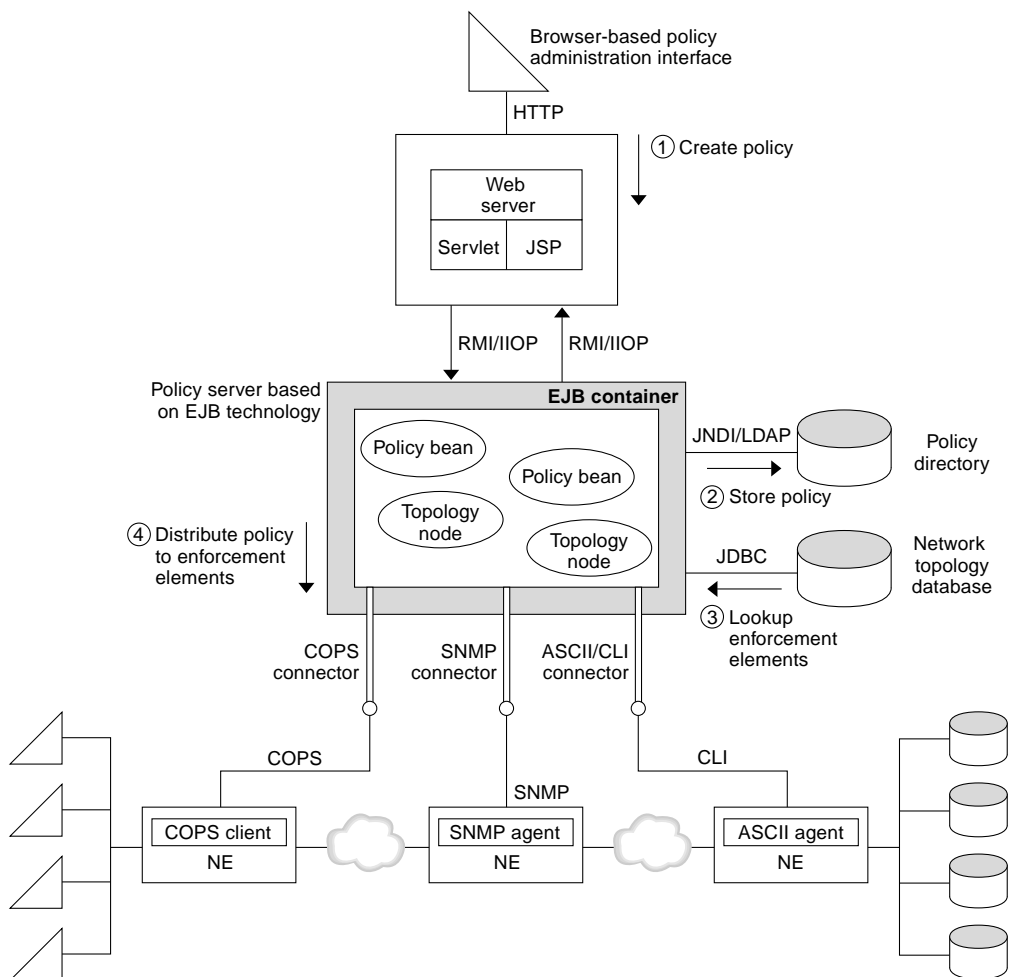 Browser-based policy
administration interface
HTTP
① Create policy
Web
server
Servlet
JSP
RMI/IIOP
RMI/IIOP
Policy server based
on EJB technology
EJB container
Policy bean
Policy bean
Topology
node
Topology
node
JNDI/LDAP
② Store policy
Policy
directory
④ Distribute policy
to enforcement
elements
JDBC
③ Lookup
enforcement
elements
Network
topology
database
COPS
connector
SNMP
connector
ASCII/CLI
connector
COPS
SNMP
CLI
COPS client
NE
SNMP agent
NE
ASCII agent
NE